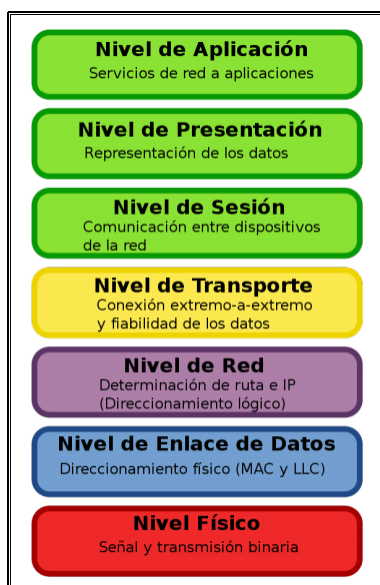 Nivel de Aplicación
Servicios de red a aplicaciones
Nivel de Presentación
Representación de los datos
Nivel de Sesión
Comunicación entre dispositivos
de la red
Nivel de Transporte
Conexión extremo-a-extremo
y fiabilidad de los datos
Nivel de Red
Determinación de ruta e IP
(Direccionamiento lógico)
Nivel de Enlace de Datos
Direccionamiento físico (MAC y LLC)
Nivel Físico
Señal y transmisión binaria